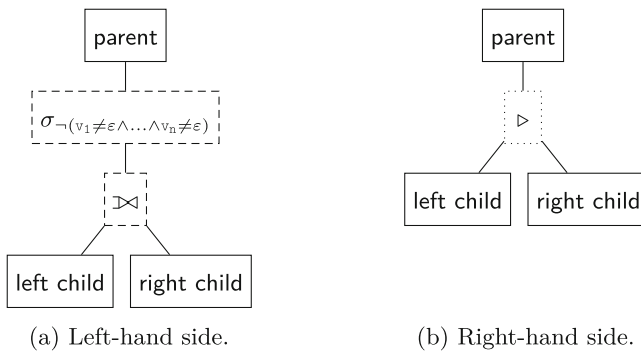 parent
parent
σ¬(v₁≠ε∧...∧vₙ≠ε)
▷
⟕
left child
right child
left child
right child
(a) Left-hand side.
(b) Right-hand side.